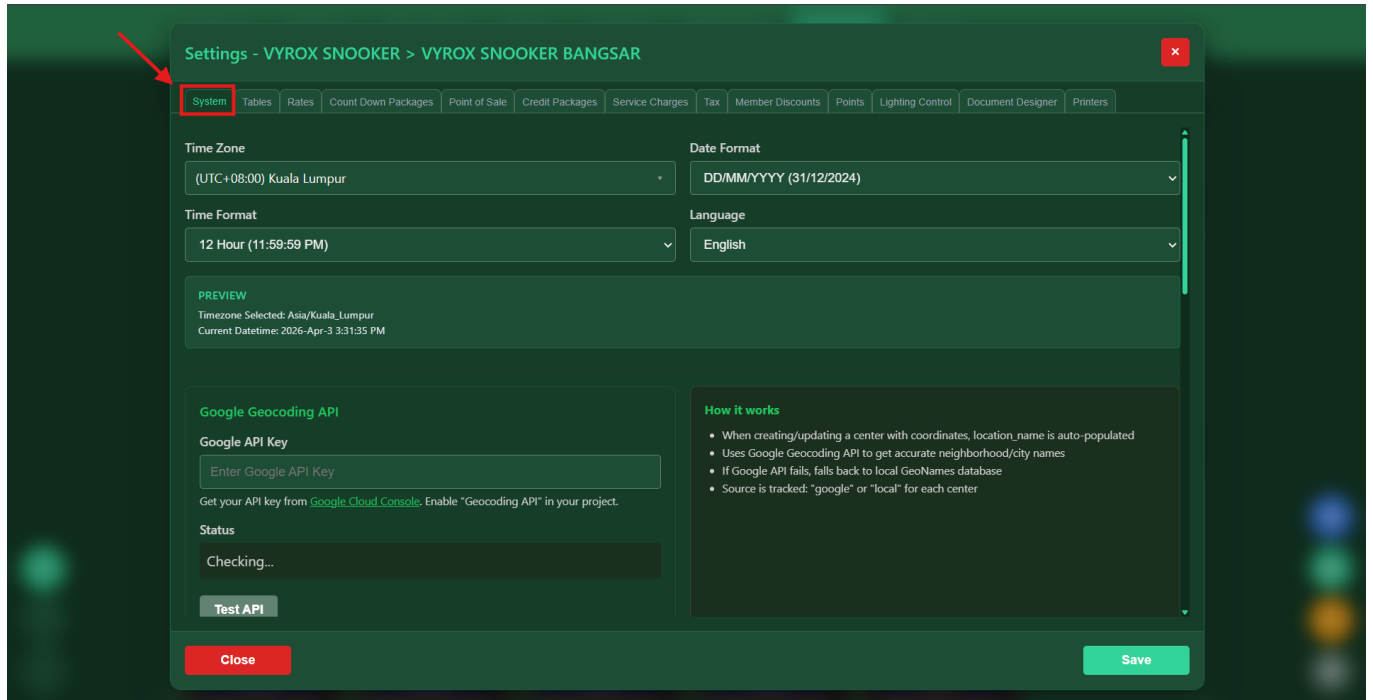 Settings - VYROX SNOOKER > VYROX SNOOKER BANGSAR
×
System Tables Rates Count Down Packages Point of Sale Credit Packages Service Charges Tax Member Discounts Points Lighting Control Document Designer Printers
Time Zone
(UTC+08:00) Kuala Lumpur
Date Format
DD/MM/YYYY (31/12/2024)
Time Format
12 Hour (11:59:59 PM)
Language
English
PREVIEW
Timezone Selected: Asia/Kuala_Lumpur
Current Datetime: 2026-Apr-3 3:31:35 PM
Google Geocoding API
Google API Key
Enter Google API Key
Get your API key from Google Cloud Console. Enable "Geocoding API" in your project.
Status
Checking...
Test API
How it works
• When creating/updating a center with coordinates, location_name is auto-populated
• Uses Google Geocoding API to get accurate neighborhood/city names
• If Google API fails, falls back to local GeoNames database
• Source is tracked: "google" or "local" for each center
Close
Save